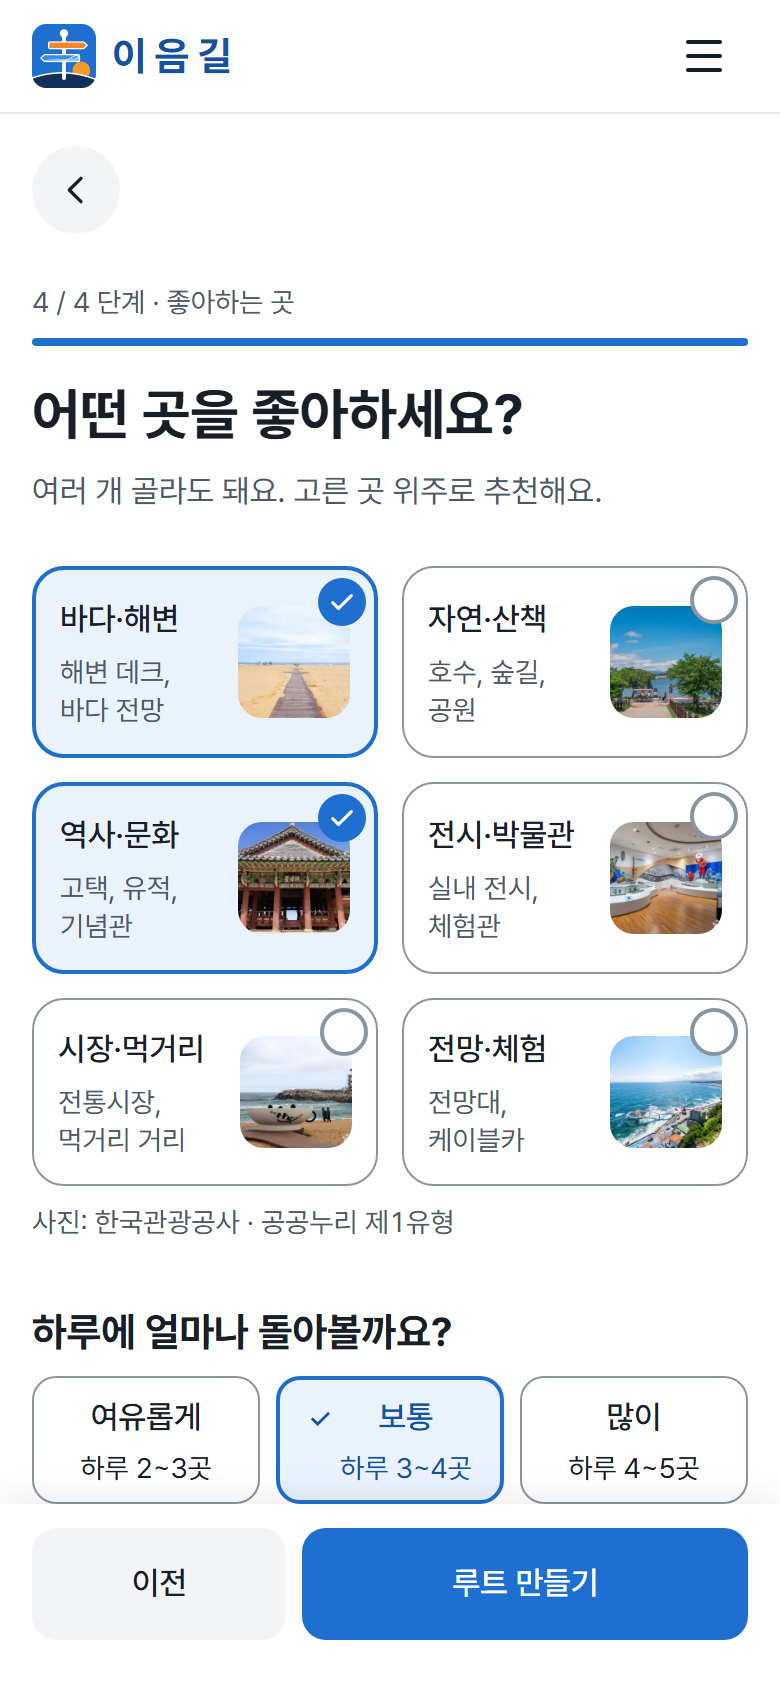 이음길
4 / 4 단계 · 좋아하는 곳
어떤 곳을 좋아하세요?
여러 개 골라도 돼요. 고른 곳 위주로 추천해요.
바다·해변
해변 데크,
바다 전망
자연·산책
호수, 숲길,
공원
역사·문화
고택, 유적,
기념관
전시·박물관
실내 전시,
체험관
시장·먹거리
전통시장,
먹거리 거리
전망·체험
전망대,
케이블카
사진: 한국관광공사 · 공공누리 제1유형
하루에 얼마나 돌아볼까요?
여유롭게
하루 2~3곳
보통
하루 3~4곳
많이
하루 4~5곳
이전
루트 만들기